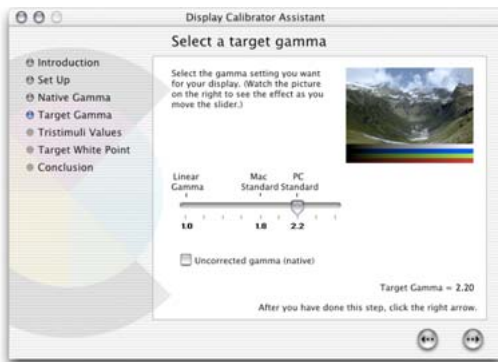 Display Calibrator Assistant
Select a target gamma
Introduction
Set Up
Native Gamma
Target Gamma
Tristimuli Values
Target White Point
Conclusion
Select the gamma setting you want
for your display. (Watch the picture
on the right to see the effect as you
move the slider.)
Linear Mac PC
Gamma Standard Standard
1.0 1.8 2.2
Uncorrected gamma (native)
Target Gamma = 2.20
After you have done this step, click the right arrow.